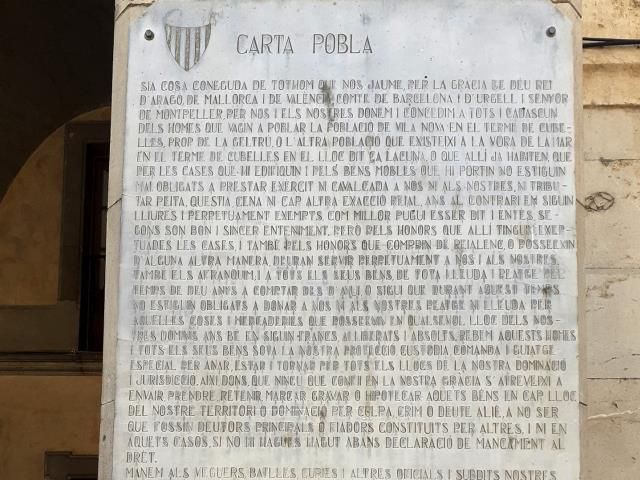 CARTA POBLA
SIA COSA CONEGUDA DE TOTHOM QUE NOS JAUME, PER LA GRACIA DE DEU REI
D'ARAGO, DE MALLORCA I DE VALENCIA, COMTE DE BARCELONA I D'URGELL I SENYOR
DE MONTPELLER, PER NOS I ELS NOSTRES DONEM I CONCEDIM A TOTS I CADASCUN
DELS HOMES QUE VAGIN A POBLAR LA POBLACIO DE VILA NOVA EN EL TERME DE CUBE-
LLES, PROP DE LA GELTRU, O L'ALTRA POBLACIO QUE EXISTEIXI A LA VORA DE LA MAR
EN EL TERME DE CUBELLES EN EL LLOC DIT ÇA LACUNA, O QUE ALLI JA HABITEN, QUE
PER LES CASES QUE HI EDIFIQUIN I PELS BENS MOBLES QUE HI PORTIN NO ESTIGUIN
MAI OBLIGATS A PRESTAR EXERCIT NI CAVALCADA A NOS NI ALS NOSTRES, NI TRIBU-
TAR PEITA, QUESTIA, CENA NI CAP ALTRA EXACCIO REIAL, ANS AL CONTRARI EN SIGUIN
LLIURES I PERPETUAMENT EXEMPTS, COM MILLOR PUGUI ESSER DIT I ENTES, SE-
GONS SON BON I SINCER ENTENIMENT, PERO PELS HONORS QUE ALLI TINGUIN EXCEP-
TUADES LES CASES, I TAMBE PELS HONORS QUE COMPRIN DE REIALENC, O POSSEEIXIN
D'ALGUNA ALTRA MANERA DEURAN SERVIR PERPETUAMENT A NOS I ALS NOSTRES.
TAMBE ELS AFRANQUIM, I A TOTS ELS SEUS BENS, DE TOTA LLEUDA I PEATGE PEL
TEMPS DE DEU ANYS A COMPTAR DES D'AVUI, O SIGUI QUE DURANT AQUEST TEMPS
NO ESTIGUIN OBLIGATS A DONAR A NOS NI ALS NOSTRES PEATGE NI LLEUDA PER
AQUELLES COSES I MERCADERIES QUE POSSEEIXIN EN QUALSEVOL LLOC DELS NOS-
TRES DOMINIS ANS BE EN SIGUIN FRANCS, ALLIBERATS I ABSOLTS. REBEM AQUESTS HOMES
I TOTS ELS SEUS BENS SOTA LA NOSTRA PROTECCIO CUSTODIA COMANDA I GUIATGE
ESPECIAL PER ANAR, ESTAR I TORNAR PER TOTS ELS LLOCS DE LA NOSTRA DOMINACIO
I JURISDICCIO, AIXI DONS, QUE NINGU QUE CONFII EN LA NOSTRA GRACIA S'ATREVEIXI A
ENVAIR PRENDRE, RETENIR, MARCAR GRAVAR O HIPOTECAR AQUETS BENS EN CAP LLOC
DEL NOSTRE TERRITORI O DOMINACIO PER CULPA, CRIM O DEUTE ALIE, A NO SER
QUE FOSSIN DEUTORS PRINCIPALS O FIADORS CONSTITUITS PER ALTRES, I NI EN
AQUETS CASOS, SI NO HI HAGUES HAGUT ABANS DECLARACIO DE MANCAMENT AL
DRET.
MANEM ALS VEGUERS, BATLLES, CURIES I ALTRES OFICIALS I SUBDITS NOSTRES